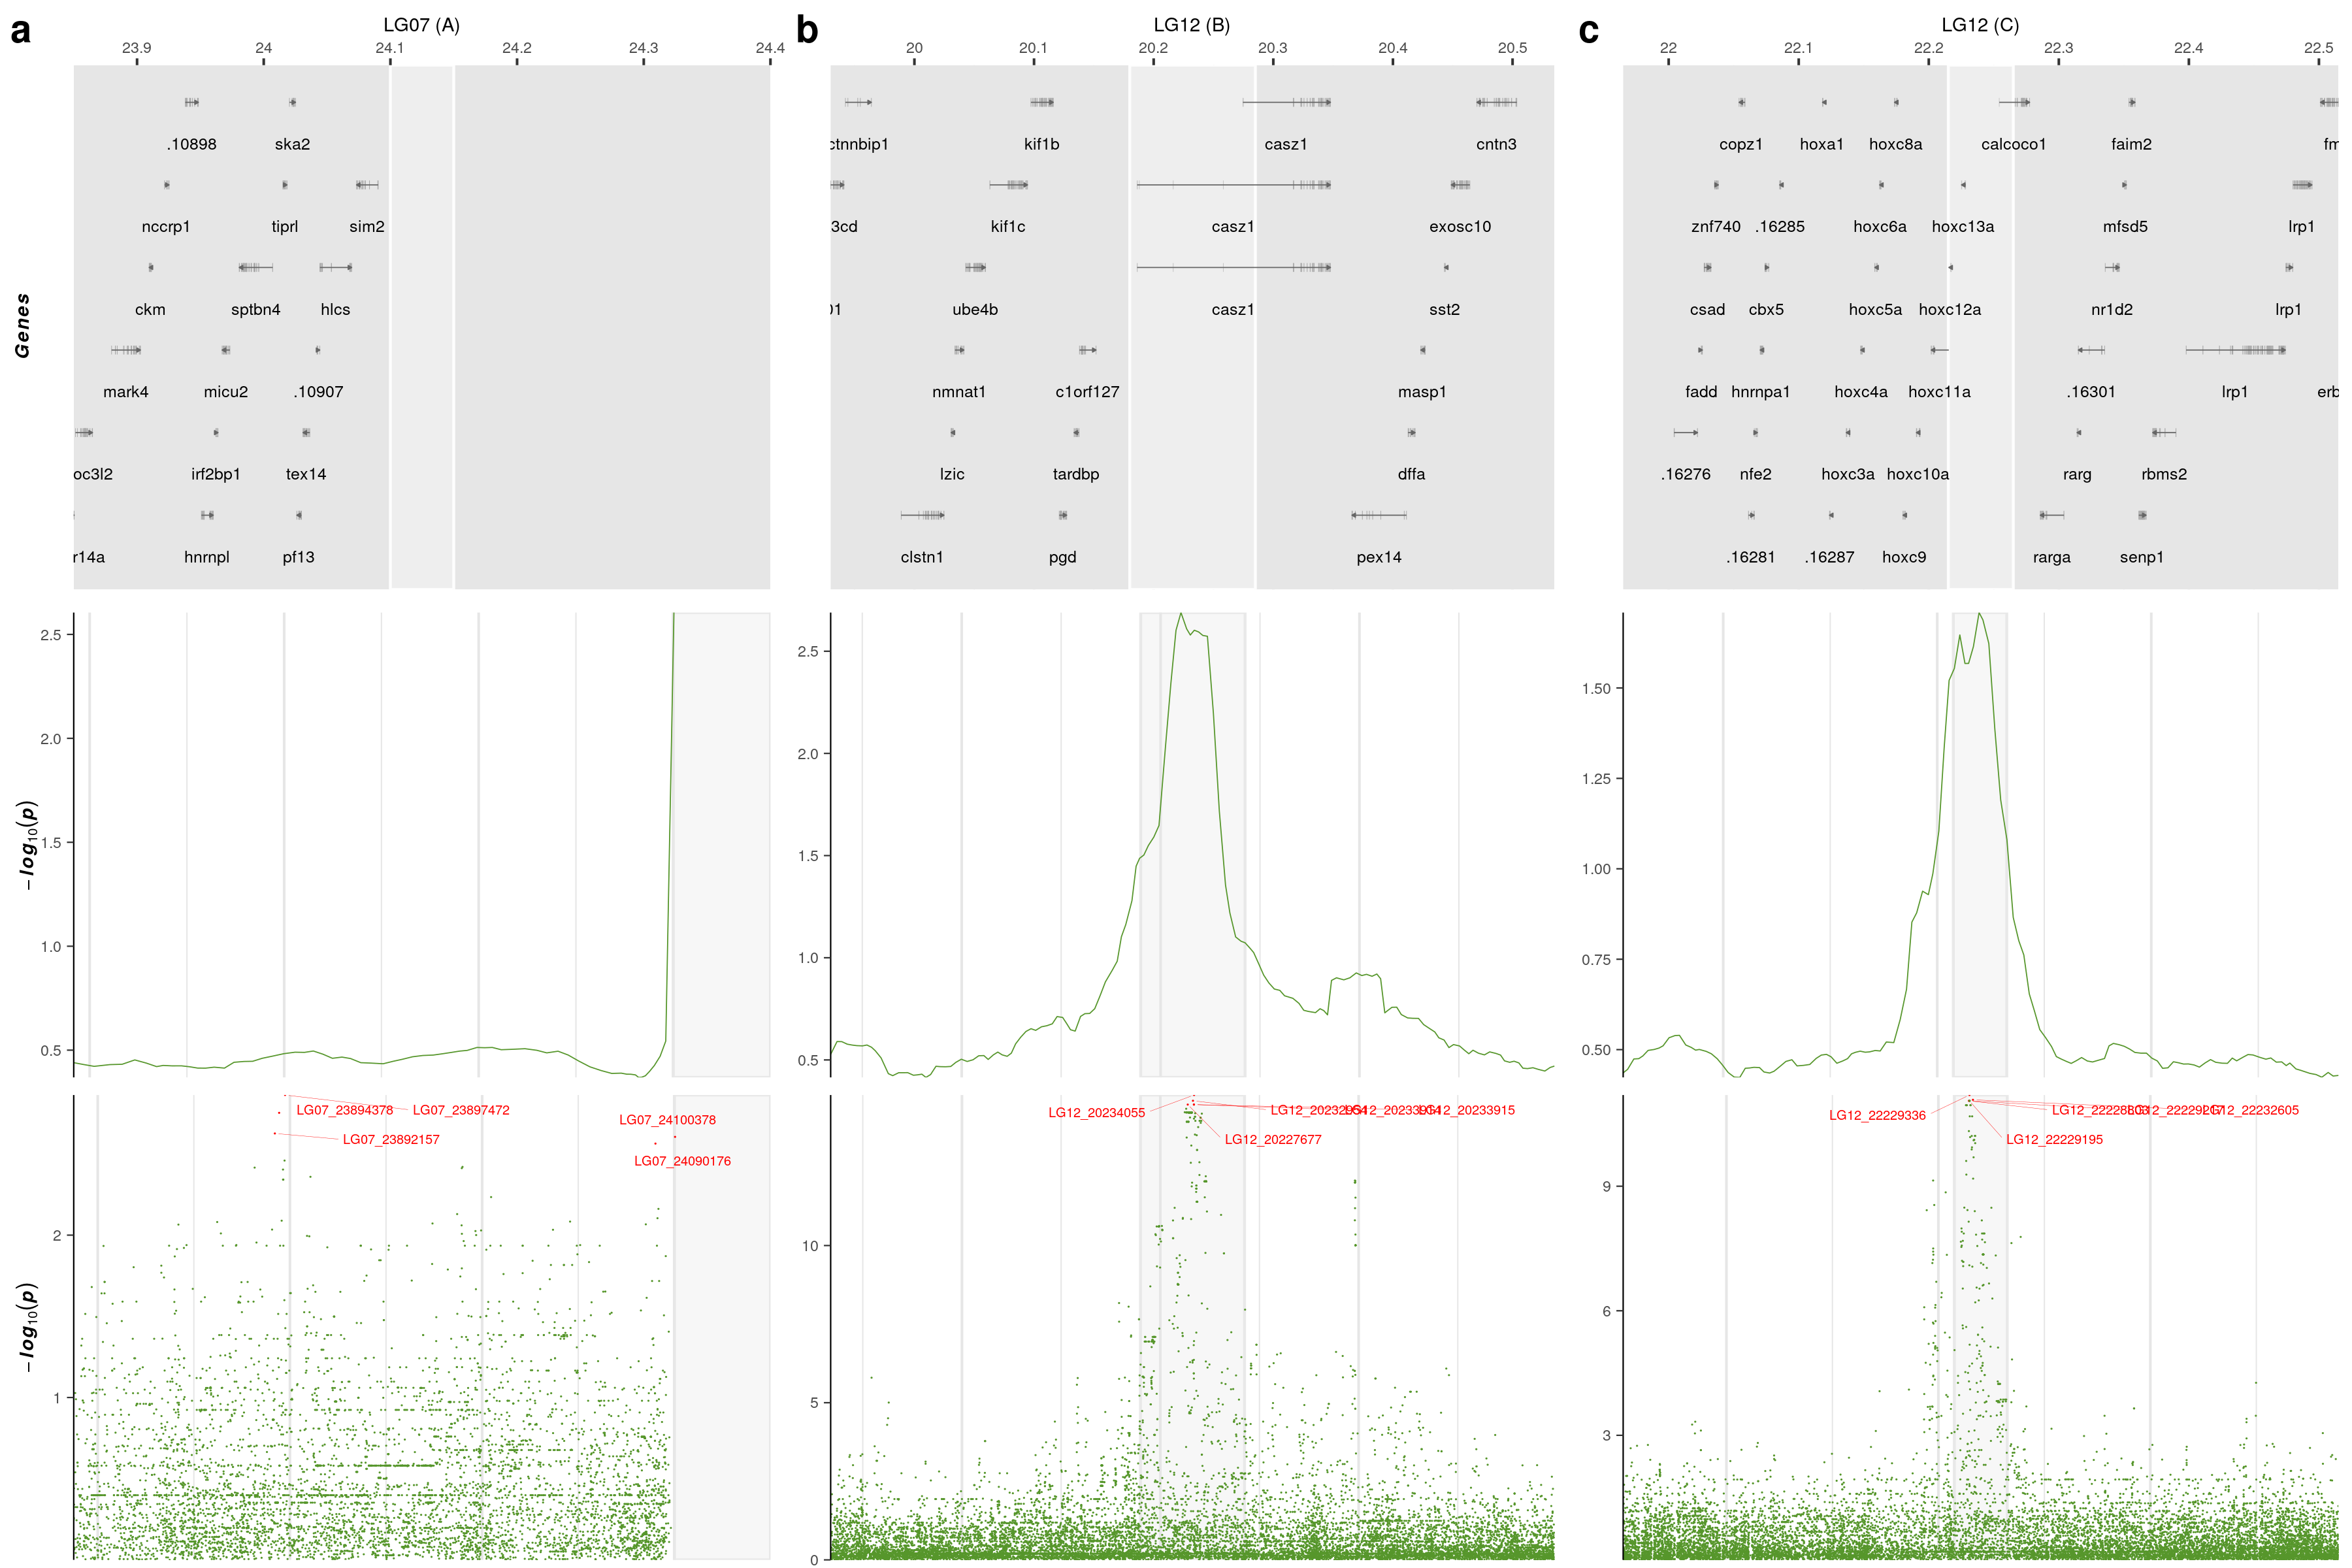 a
LG07 (A)
23.9 24 24.1 24.2 24.3 24.4
.10898 ska2
nccrp1 tiprl sim2
ckm sptbn4 hlcs
mark4 micu2 .10907
oc3l2 irf2bp1 tex14
r14a hnrnpl pf13
Genes
b
LG12 (B)
20 20.1 20.2 20.3 20.4 20.5
ctnnbip1 kif1b casz1 cntn3
3cd kif1c casz1 exosc10
01 ube4b casz1 sst2
nmnat1 c1orf127 masp1
lzic tardbp dffa
clstn1 pgd pex14
c
LG12 (C)
22 22.1 22.2 22.3 22.4 22.5
copz1 hoxa1 hoxc8a calcoco1 faim2 fm
znf740 .16285 hoxc6a hoxc13a mfsd5 lrp1
csad cbx5 hoxc5a hoxc12a nr1d2 lrp1
fadd hnrnpa1 hoxc4a hoxc11a .16301 lrp1 erb
.16276 nfe2 hoxc3a hoxc10a rarg rbms2
.16281 .16287 hoxc9 rarga senp1
−log10(p)
2.5
2.0
1.5
1.0
0.5
2.5
2.0
1.5
1.0
0.5
1.50
1.25
1.00
0.75
0.50
−log10(p)
2
1
LG07_23894378 LG07_23897472
LG07_23892157
LG07_24100378
LG07_24090176
10
5
0
LG12_20234055 LG12_20233915
LG12_20227677
9
6
3
LG12_22229336 LG12_22232605
LG12_22229195